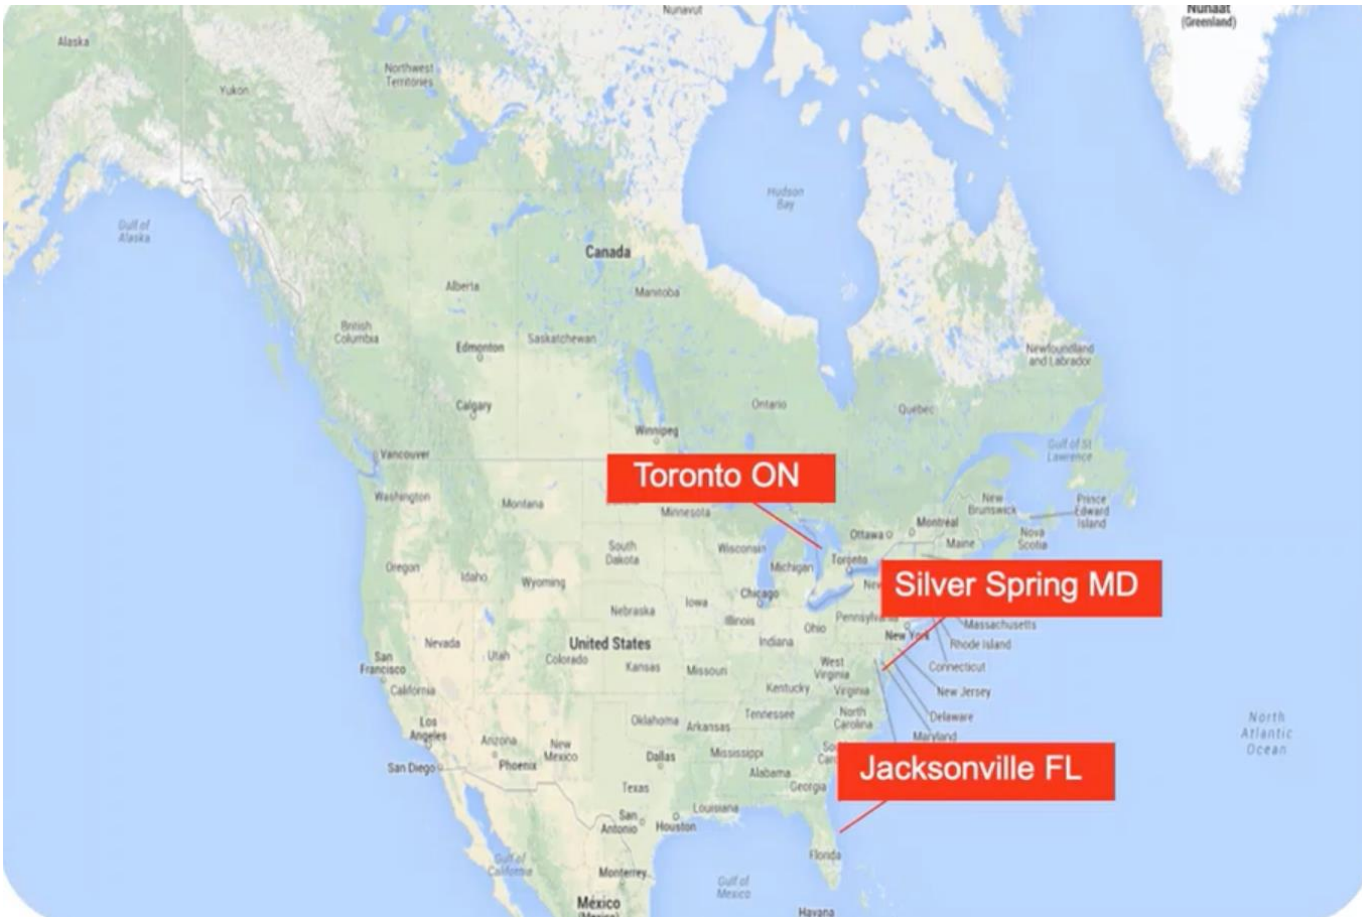 Nunavut
Nunaat
(Greenland)
Alaska
Northwest
Territories
Yukon
Hudson
Bay
Gulf of
Alaska
Canada
Alberta
Manitoba
British
Columbia
Saskatchewan
Edmonton
Newfoundland
and Labrador
Calgary
Ontario
Quebec
Winnipeg
Gulf of St
Lawrence
Vancouver
Toronto ON
Washington
Montana
Minnesota
New
Brunswick
Prince
Edward
Island
Montreal
Ottawa
Nova
Scotia
Maine
South
Dakota
Wisconsin
Michigan
Toronto
Oregon
Idaho
Wyoming
Silver Spring MD
Chicago
Iowa
Nebraska
Illinois
Ohio
Pennsylvania
New York
Massachusetts
Rhode Island
Nevada
United States
Indiana
Utah
Colorado
Kansas
Missouri
West
Virginia
Connecticut
San
Francisco
California
Kentucky
Virginia
New Jersey
Delaware
Maryland
Los
Angeles
Oklahoma
Arkansas
Tennessee
North
Carolina
North
Atlantic
Ocean
Arizona
Phoenix
New
Mexico
Dallas
Mississippi
San Diego
Alabama
Georgia
Jacksonville FL
Texas
Louisiana
San
Antonio
Houston
Florida
Gulf of
California
Monterrey
Gulf of
Mexico
México
Havana